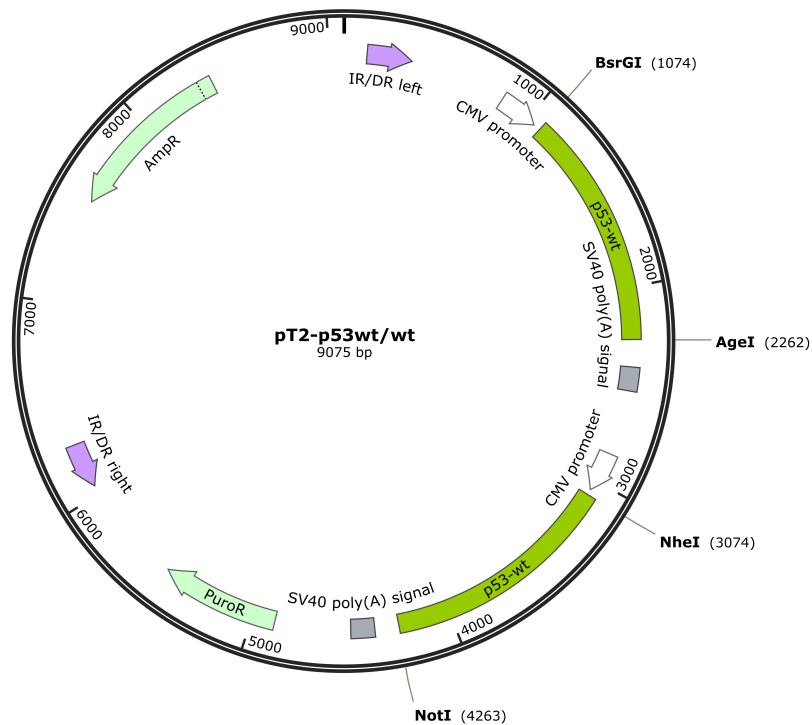 9000
IR/DR left
1000
BsrGI (1074)
CMV promoter
8000
AmpR
p53-wt
2000
SV40 poly(A) signal
7000
pT2-p53wt/wt
9075 bp
AgeI (2262)
IR/DR right
CMV promoter
3000
6000
NheI (3074)
p53-wt
SV40 poly(A) signal
PuroR
5000
4000
NotI (4263)